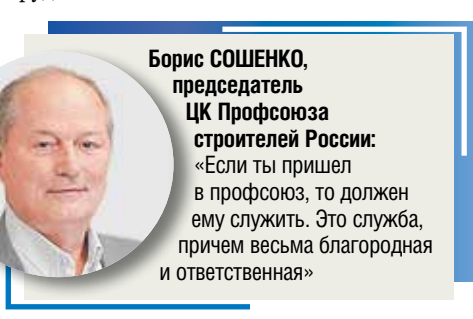 Борис СОШЕНКО,
председатель
ЦК Профсоюза
строителей России:
«Если ты пришел
в профсоюз, то должен
ему служить. Это служба,
причем весьма благородная
и ответственная»